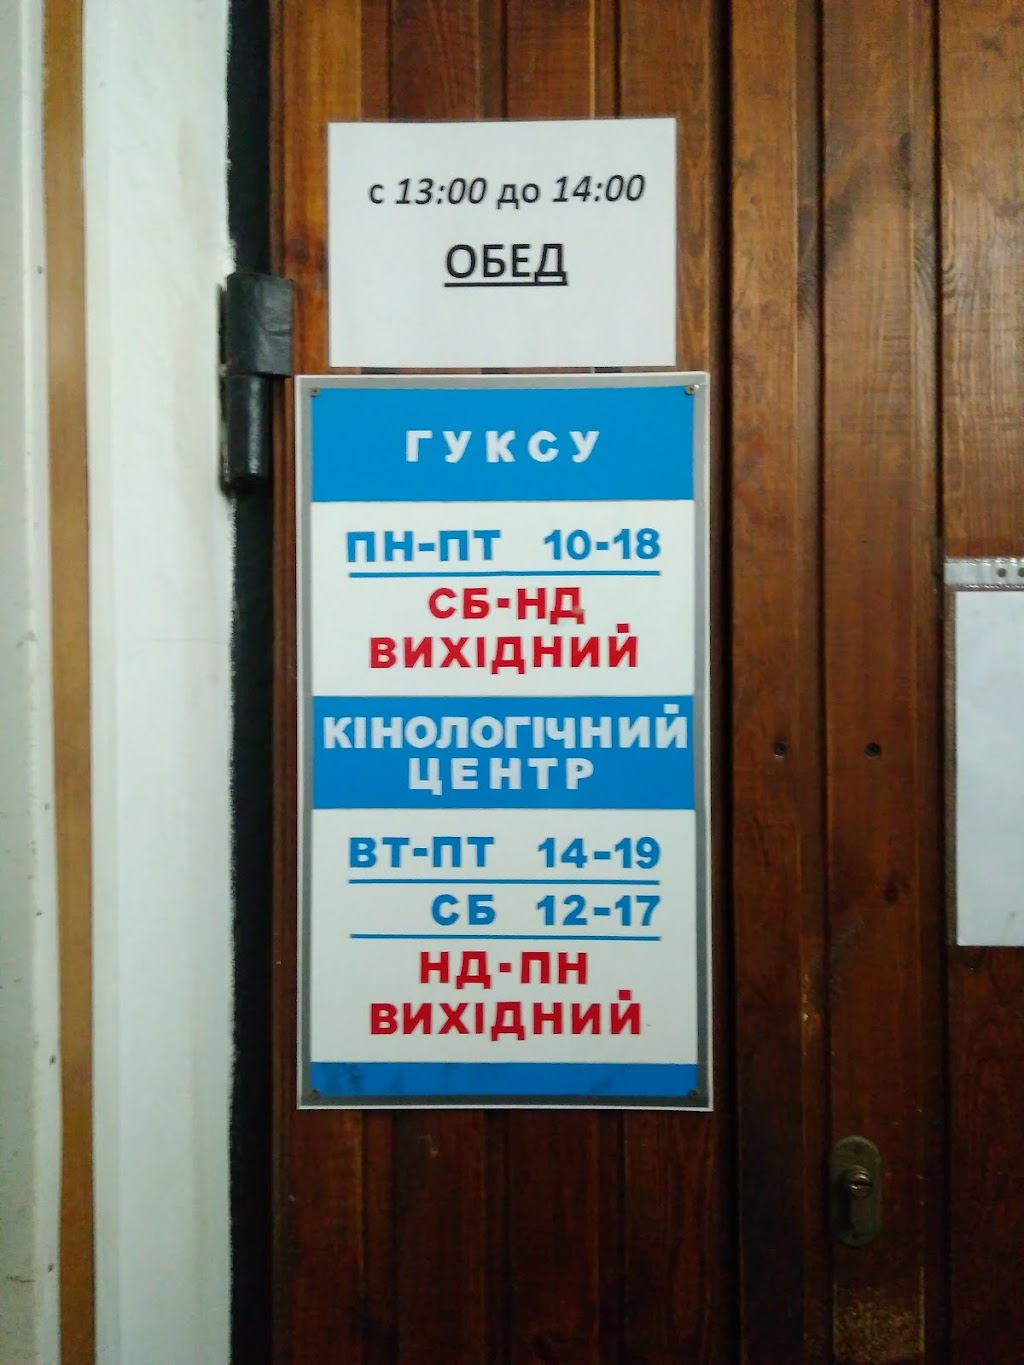 с 13:00 до 14:00
ОБЕД
ГУКСУ
ПН-ПТ 10-18
СБ-НД
ВИХІДНИЙ
КІНОЛОГІЧНИЙ
ЦЕНТР
ВТ-ПТ 14-19
СБ 12-17
НД-ПН
ВИХІДНИЙ